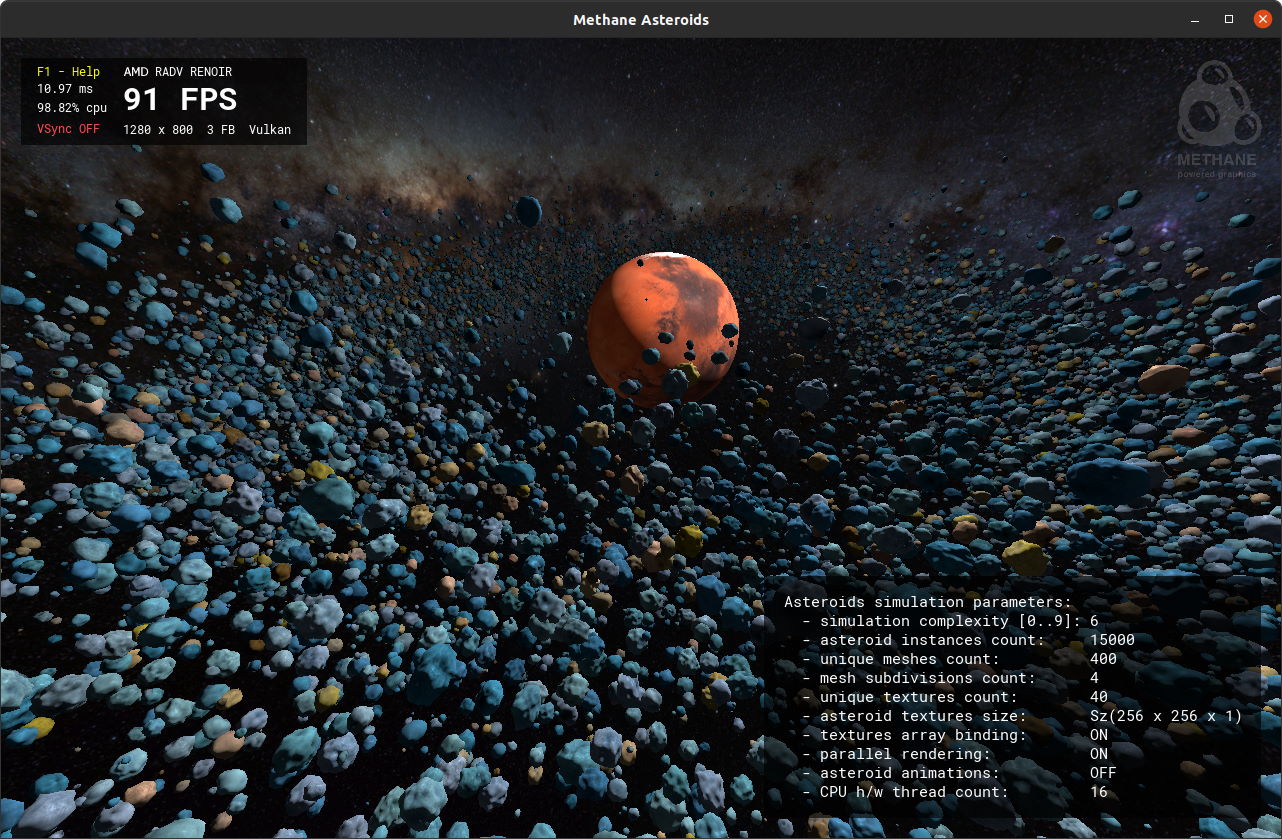 Methane Asteroids
F1 - Help
10.97 ms
98.82% cpu
VSync OFF
AMD RADV RENOIR
91 FPS
1280 x 800 3 FB Vulkan
METHANE
powered graphics
Asteroids simulation parameters:
- simulation complexity [0..9]: 6
- asteroid instances count: 15000
- unique meshes count: 400
- mesh subdivisions count: 4
- unique textures count: 40
- asteroid textures size: Sz(256 x 256 x 1)
- textures array binding: ON
- parallel rendering: ON
- asteroid animations: OFF
- CPU h/w thread count: 16